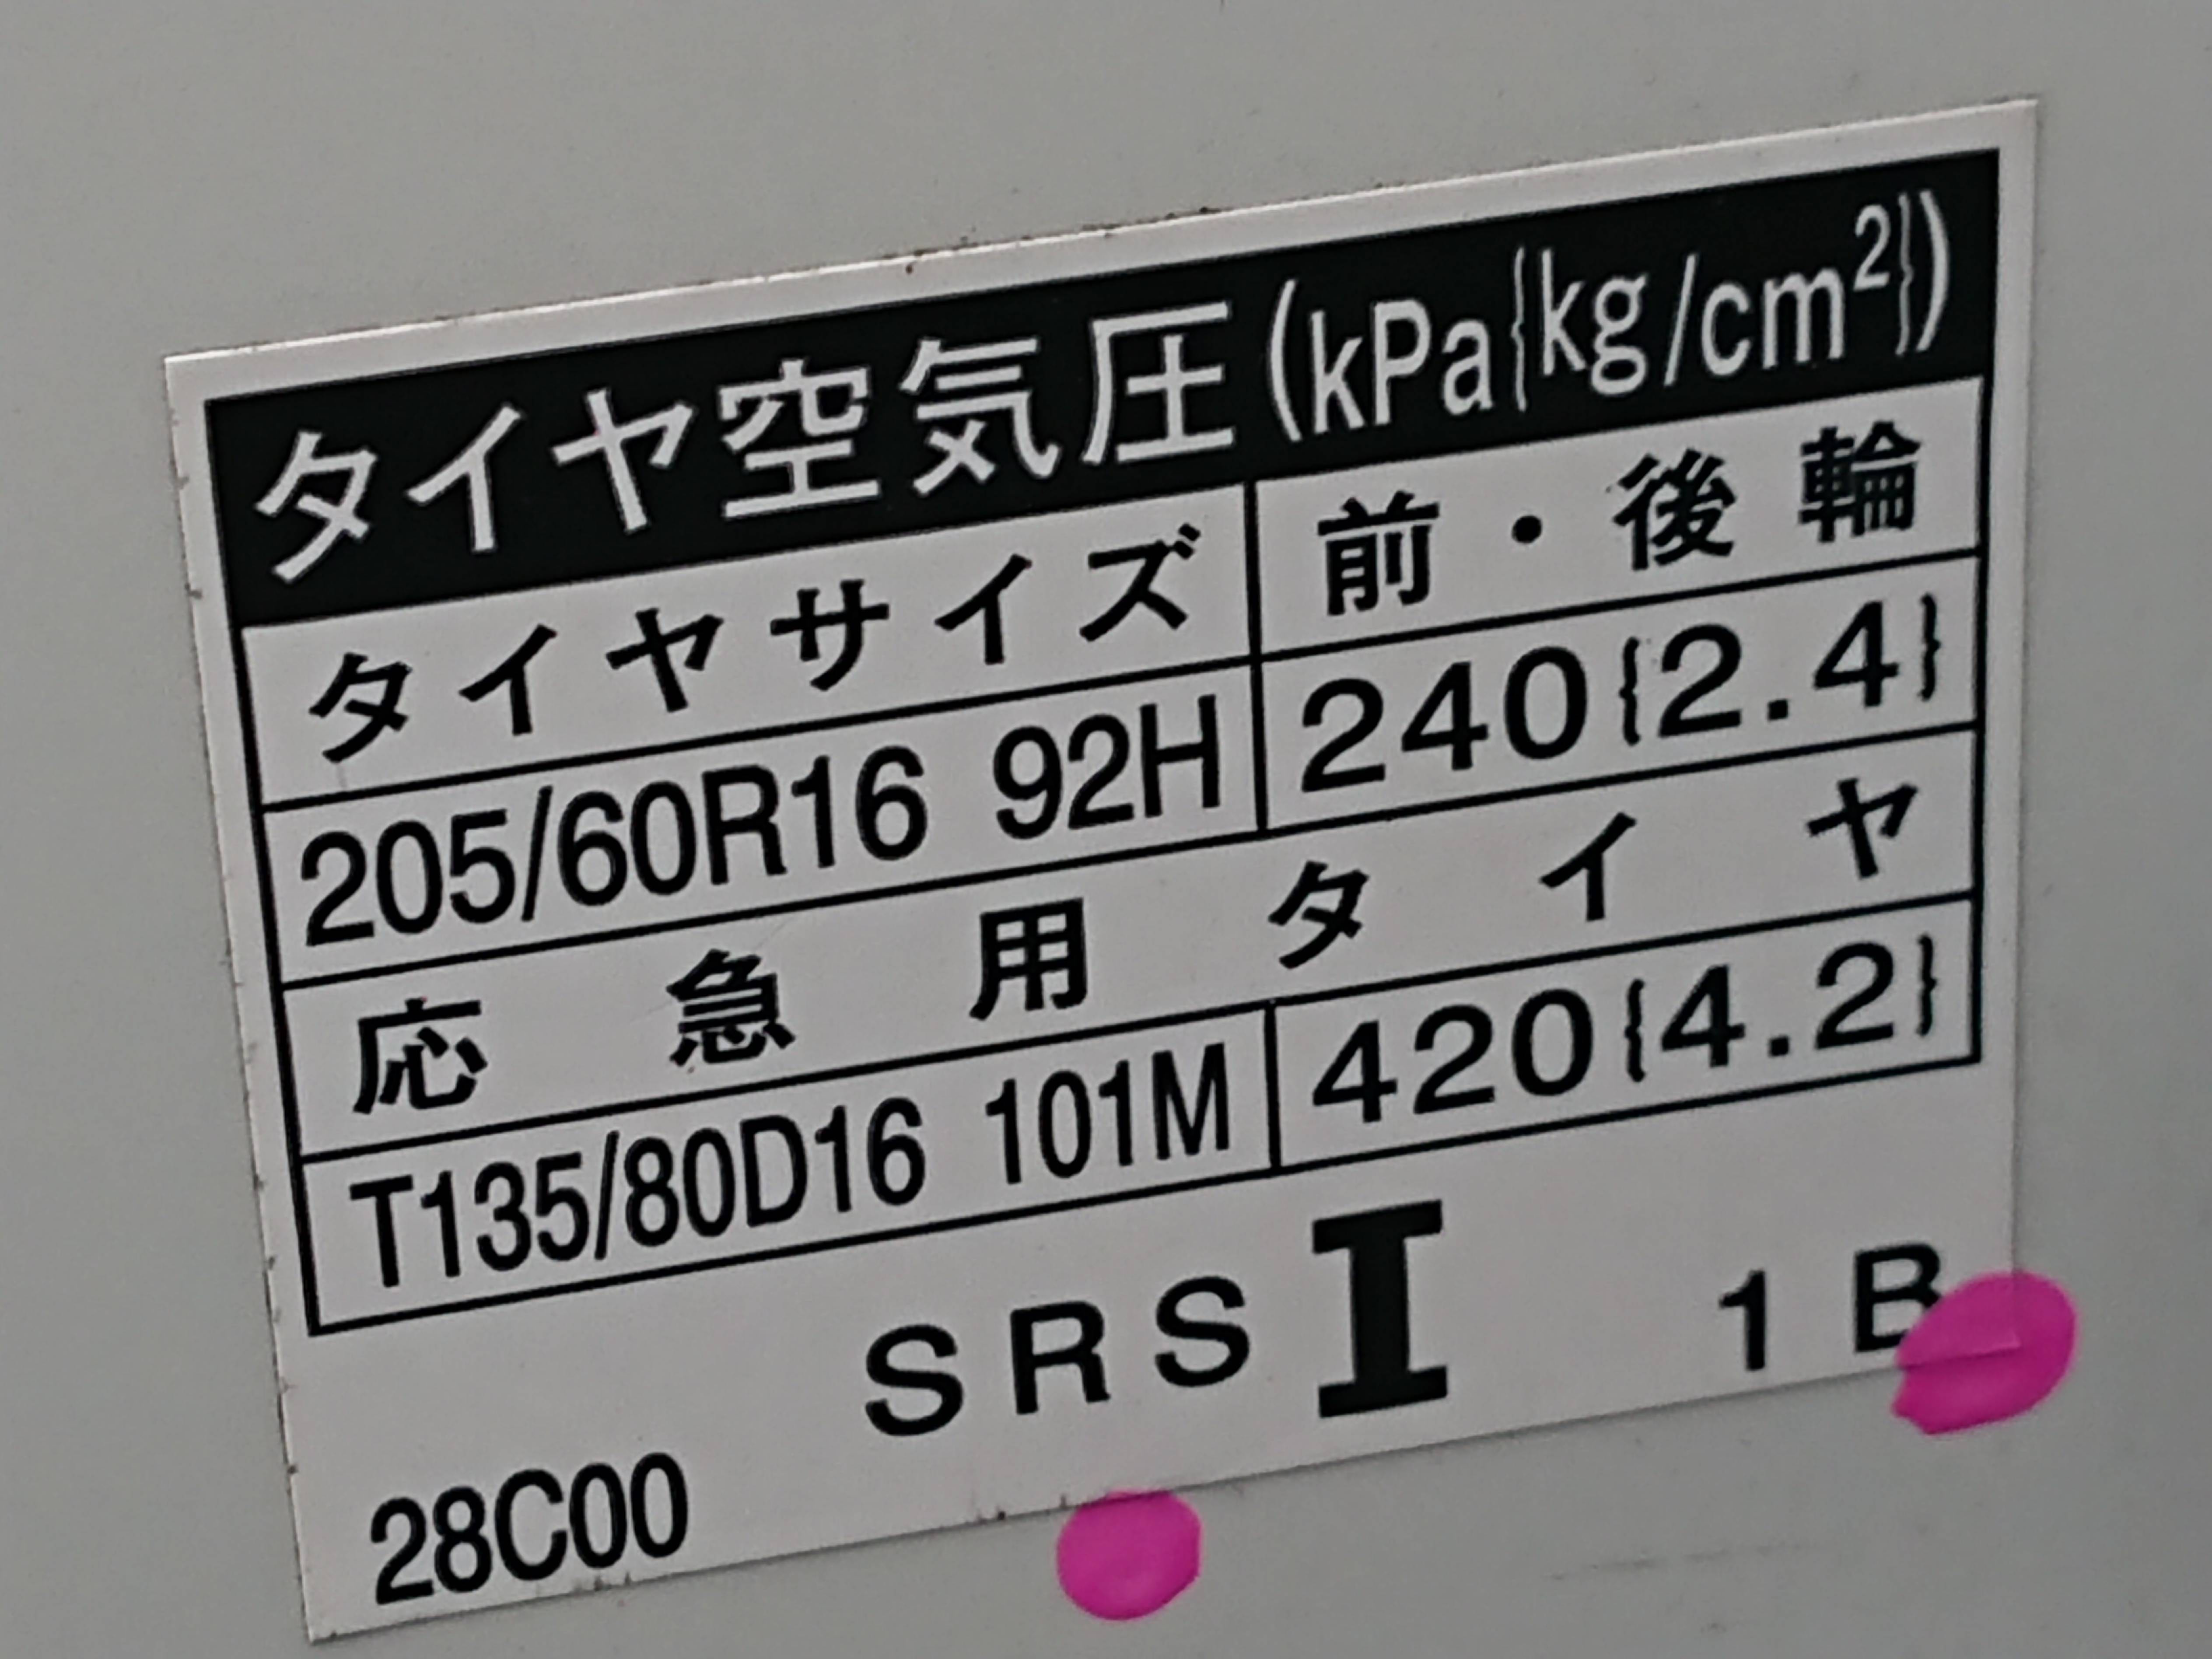 タイヤ空気圧(kPa{kg/cm²})
タイヤサイズ 前・後輪
205/60R16 92H 240{2.4}
応急用タイヤ
T135/80D16 101M 420{4.2}
SRS I 1B
28C00